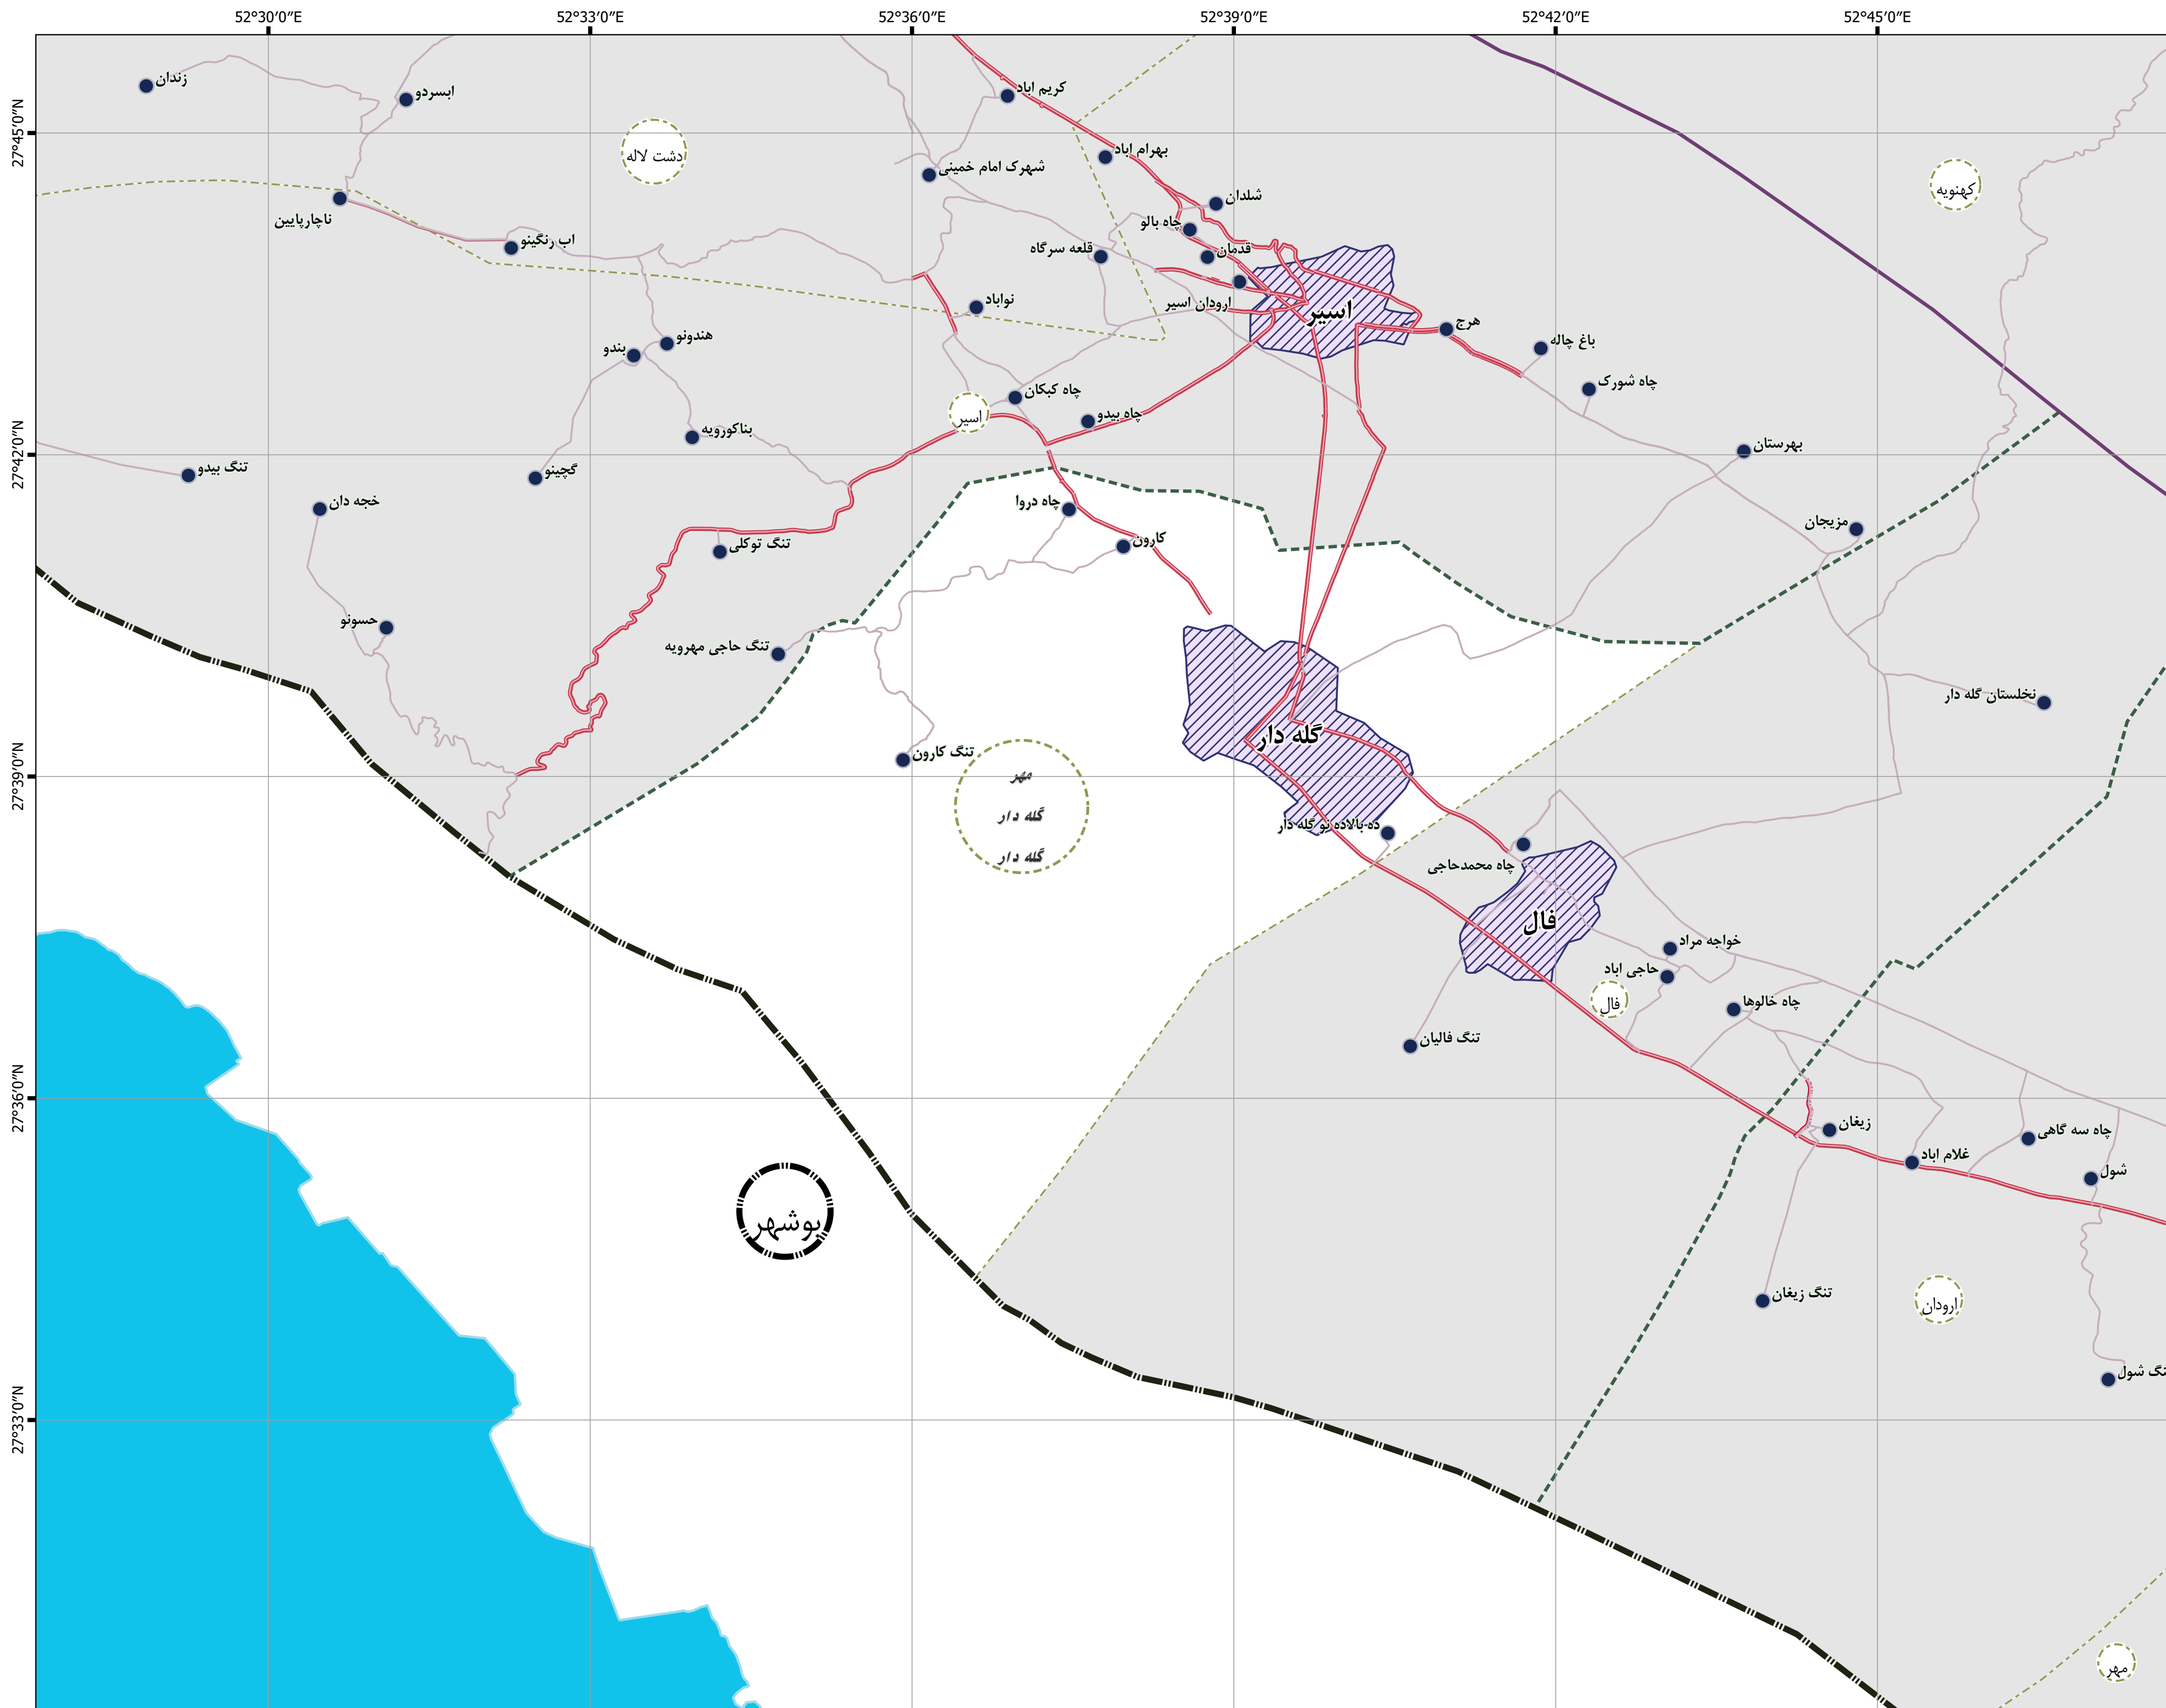 52°30′0″E
52°33′0″E
52°36′0″E
52°39′0″E
52°42′0″E
52°45′0″E
27°45′0″N
27°42′0″N
27°39′0″N
27°36′0″N
27°33′0″N
زندان
ابسردو
کریم اباد
دشت لاله
بهرام اباد
شهرک امام خمینی
کهنویه
شلدان
ناچارپایین
چاه بالو
اب رنگینو
قلعه سرگاه
قدمان
نواباد
ارودان اسیر
اسیر
هرج
هندونو
بندو
باغ چاله
چاه شورک
چاه کبکان
اسیر
چاه بیدو
بناکورویه
بهرستان
تنگ بیدو
گچینو
خجه دان
چاه دروا
مزیجان
کارون
تنگ توکلی
حسونو
تنگ حاجی مهرویه
نخلستان گله دار
گله دار
تنگ کارون
مهر
گله دار
گله دار
ده بالاده نو گله دار
چاه محمدحاجی
فال
خواجه مراد
حاجی اباد
فال
چاه خالوها
تنگ فالیان
زیغان
چاه سه گاهی
غلام اباد
شول
بوشهر
تنگ زیغان
ارودان
نگ شول
مهر